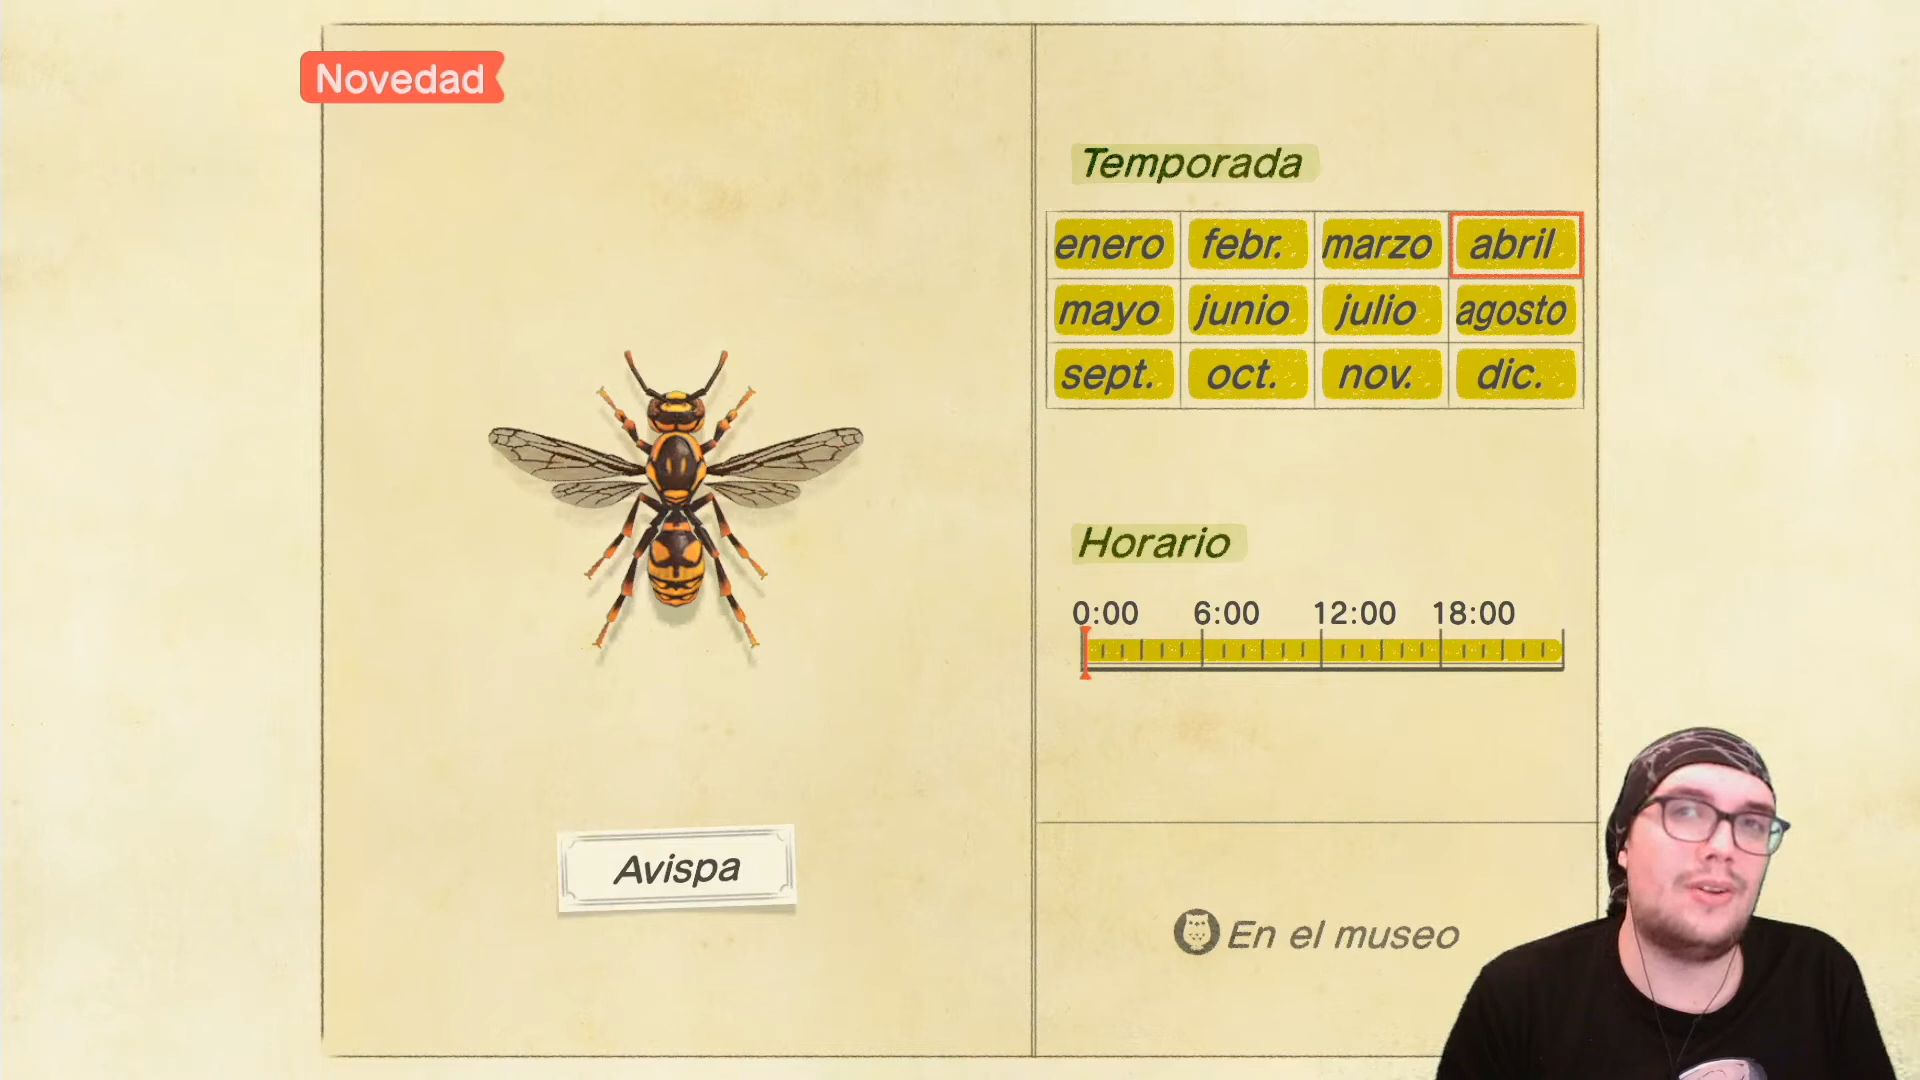 Novedad
Temporada
enero febr. marzo abril
mayo junio julio agosto
sept. oct. nov. dic.
Horario
0:00 6:00 12:00 18:00
Avispa
En el museo